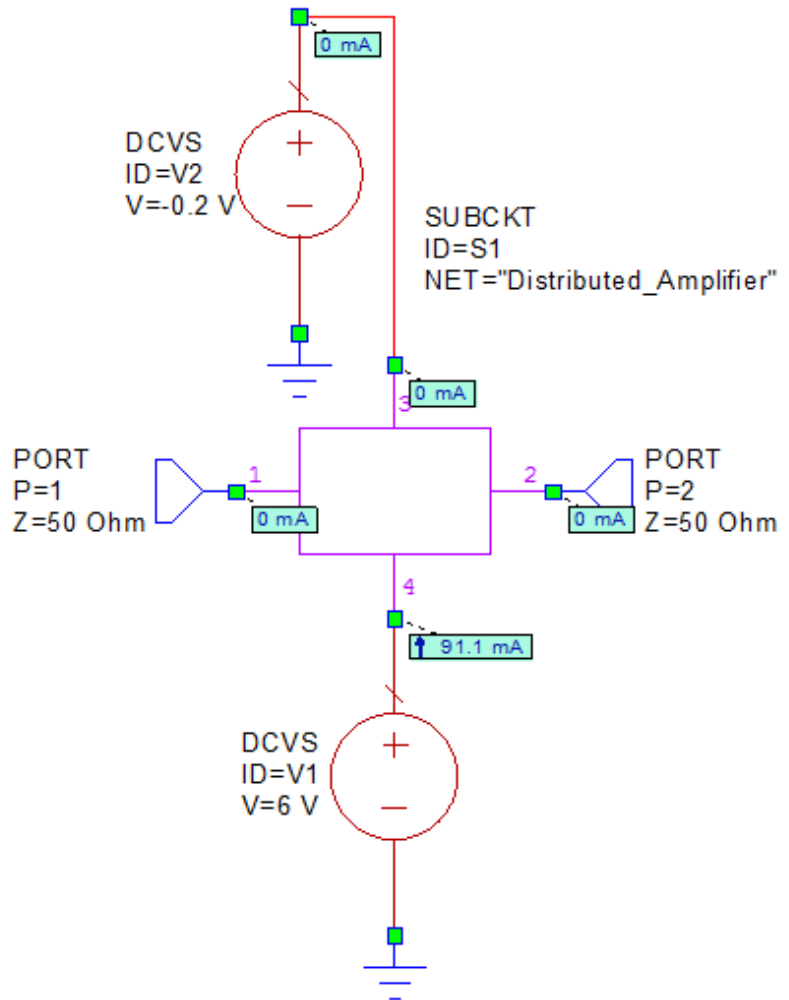 0 mA
DCVS
ID=V2
V=-0.2 V
SUBCKT
ID=S1
NET="Distributed_Amplifier"
0 mA
3
PORT
P=1
Z=50 Ohm
1
0 mA
2
0 mA
PORT
P=2
Z=50 Ohm
4
91.1 mA
DCVS
ID=V1
V=6 V